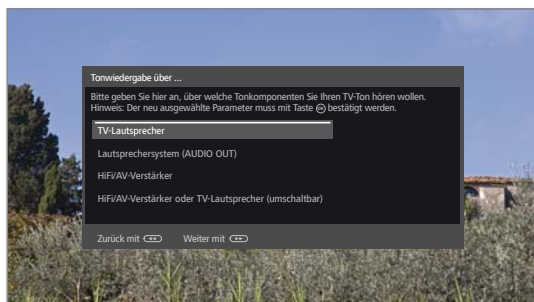 Tonwiedergabe über ...
Bitte geben Sie hier an, über welche Tonkomponenten Sie Ihren TV-Ton hören wollen.
Hinweis: Der neu ausgewählte Parameter muss mit Taste OK bestätigt werden.
TV-Lautsprecher
Lautsprechersystem (AUDIO OUT)
HiFi/AV-Verstärker
HiFi/AV-Verstärker oder TV-Lautsprecher (umschaltbar)
Zurück mit Weiter mit